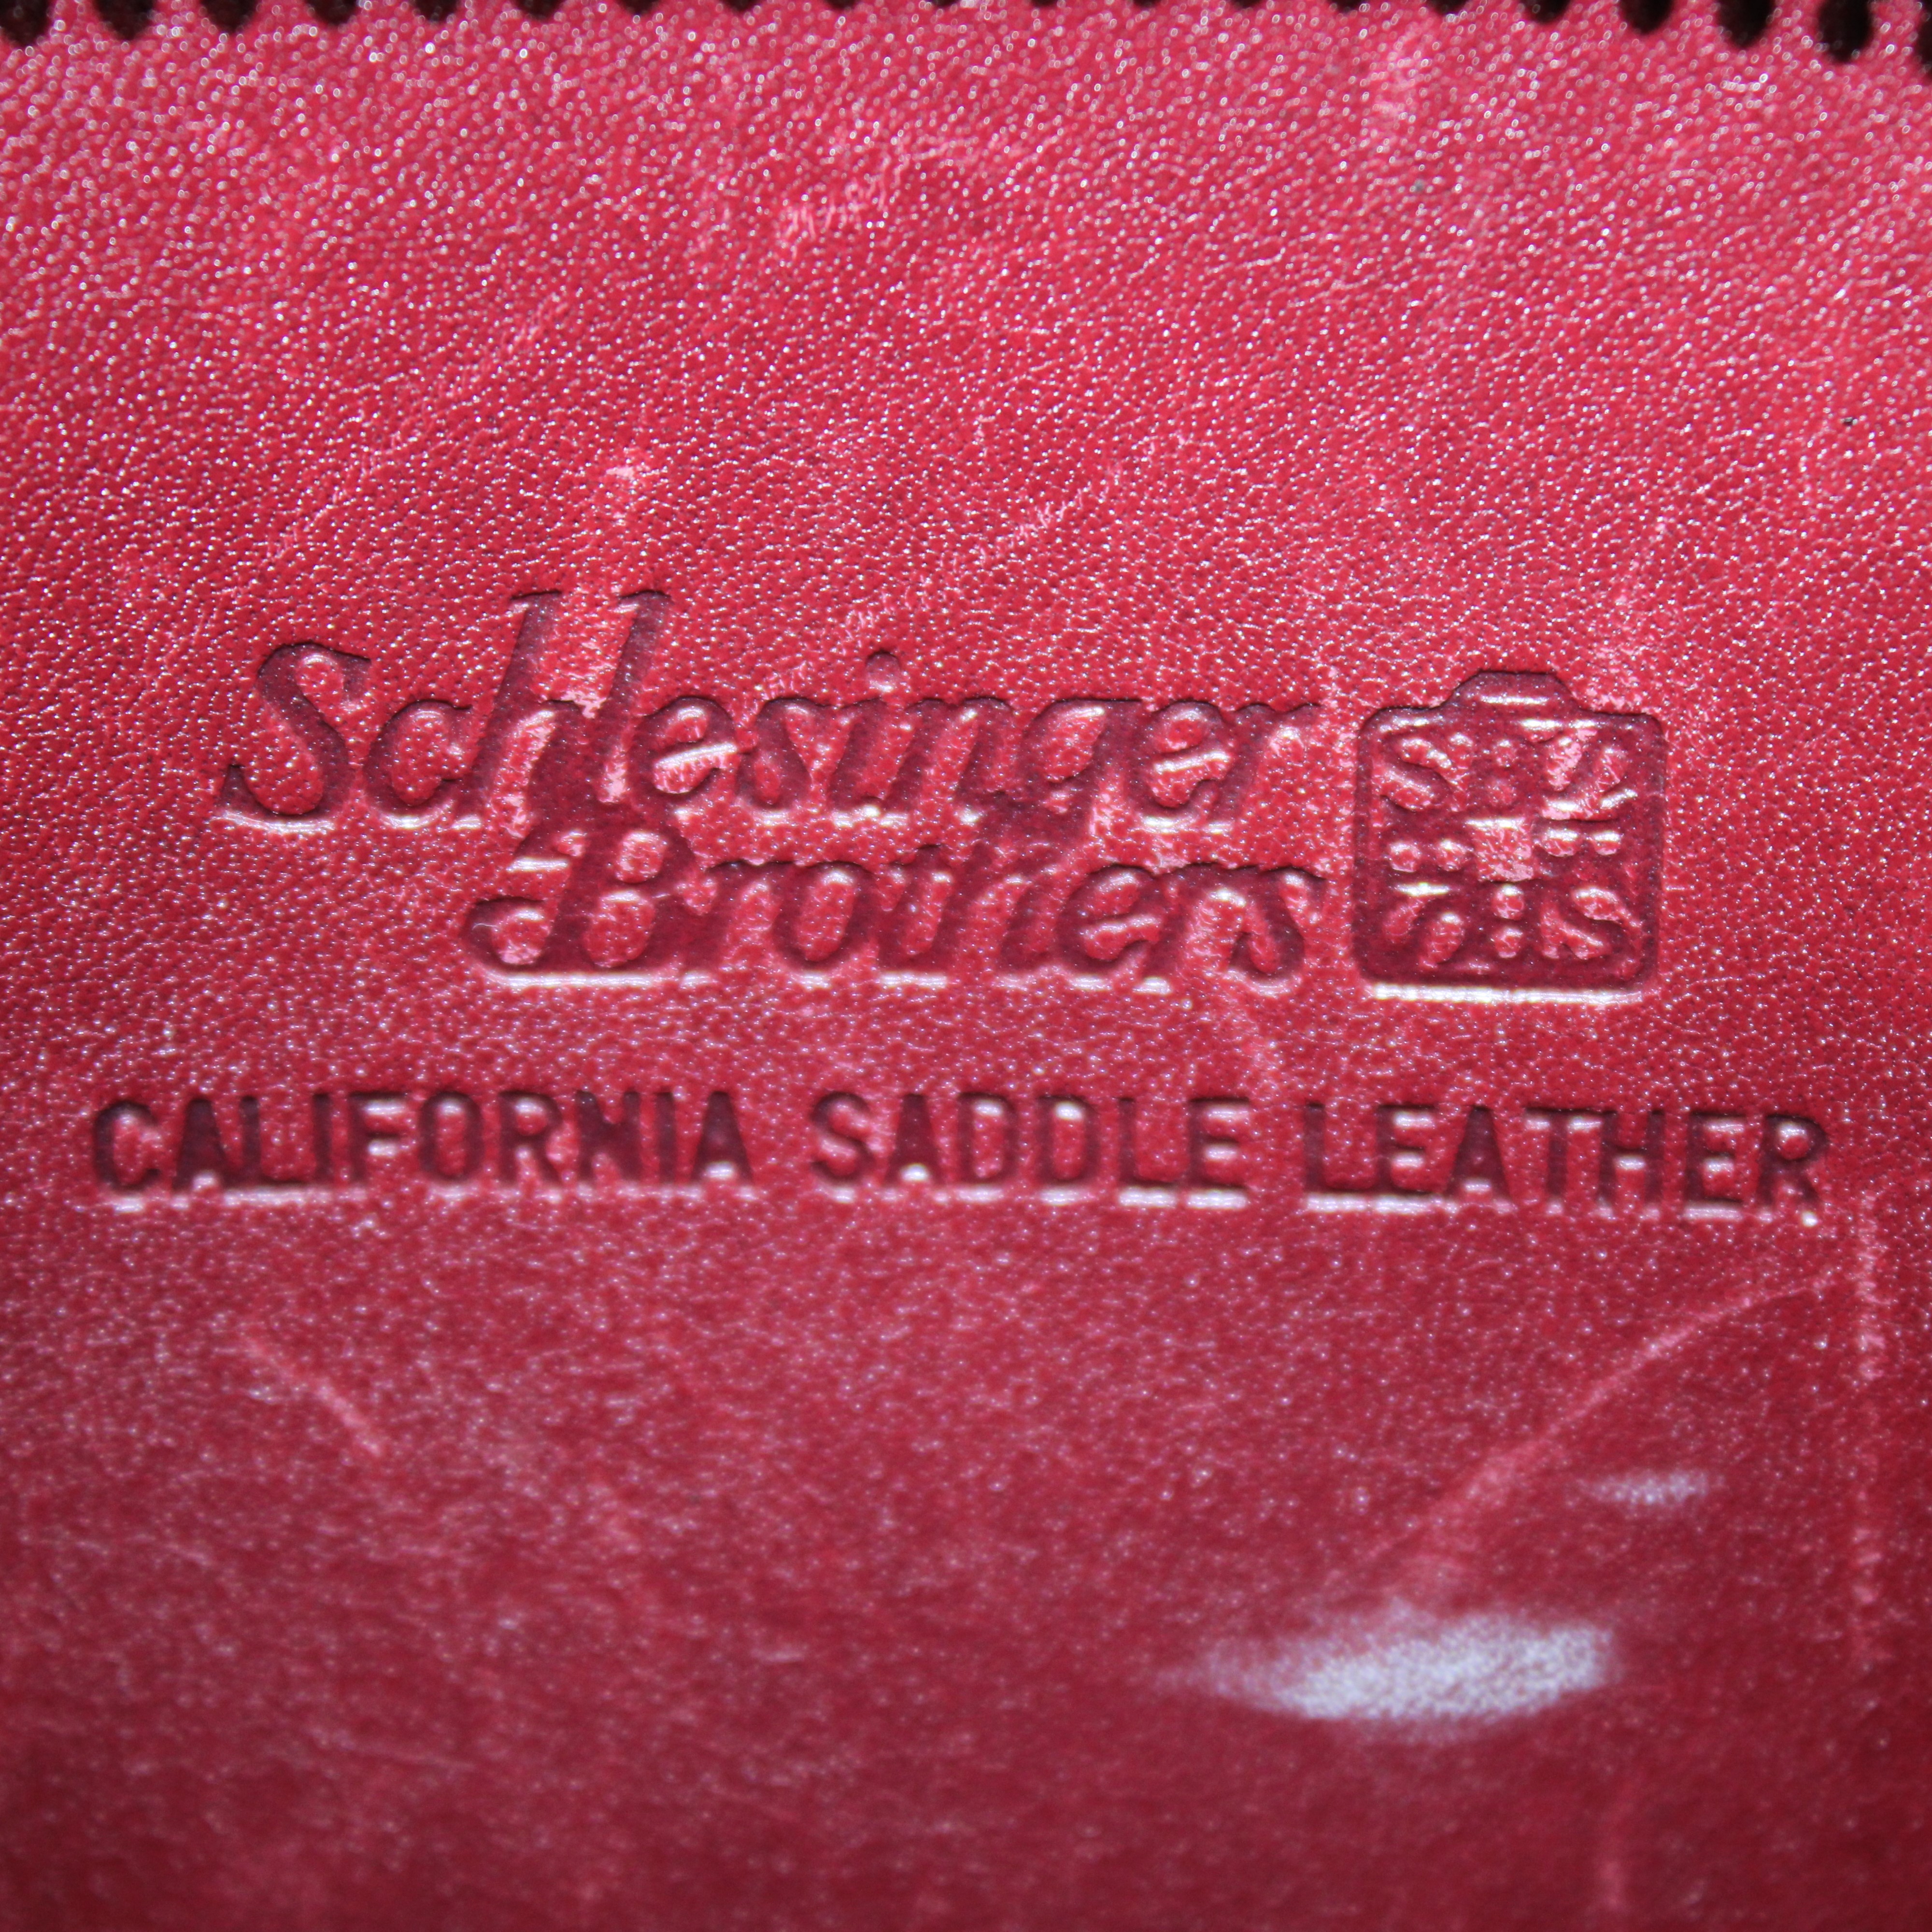 Schlesinger
Brothers
CALIFORNIA SADDLE LEATHER